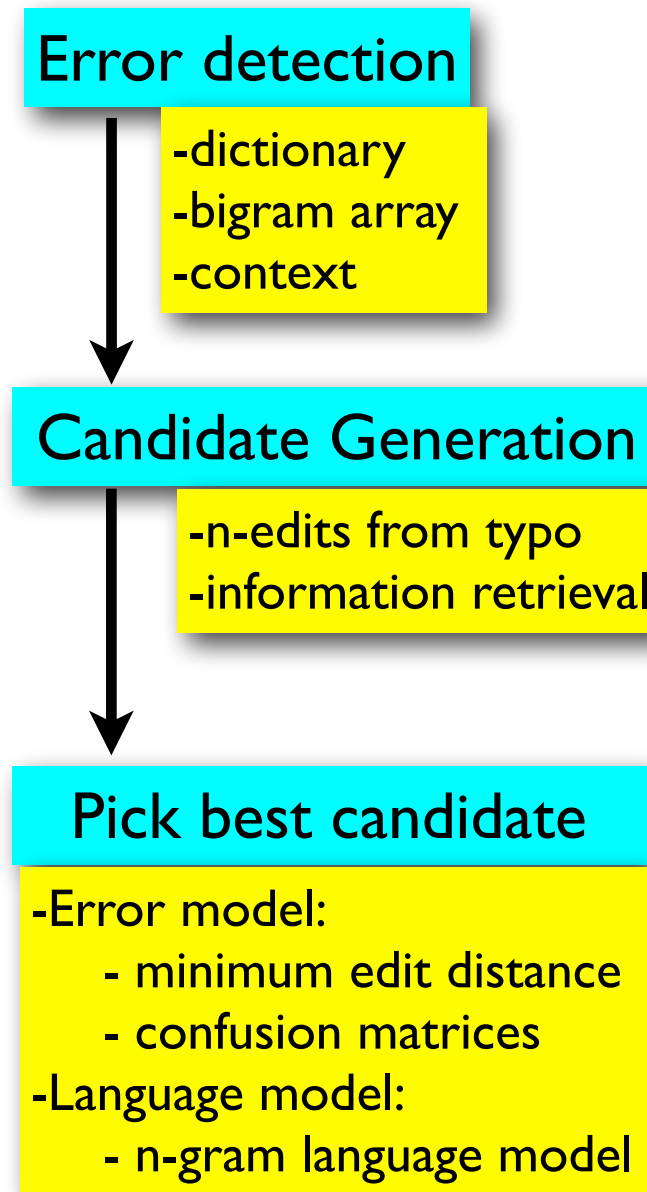 Error detection
-dictionary
-bigram array
-context
Candidate Generation
-n-edits from typo
-information retrieval
Pick best candidate
-Error model:
- minimum edit distance
- confusion matrices
-Language model:
- n-gram language model